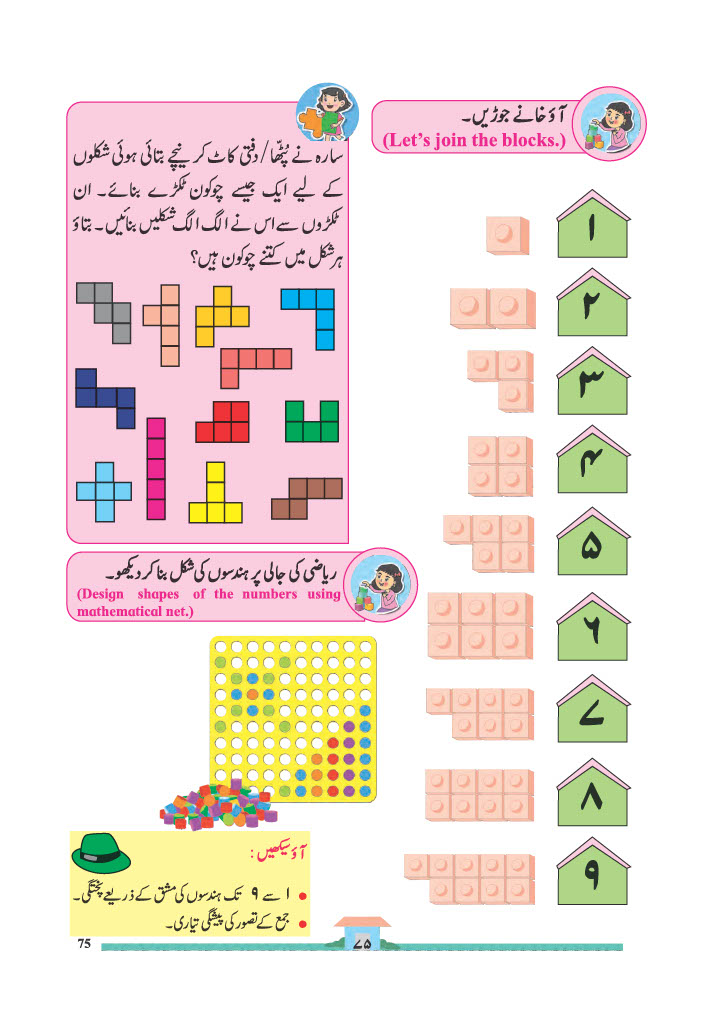 آؤ خانے جوڑیں۔
(Let's join the blocks.)
۱
۲
۳
۴
۵
۶
۷
۸
۹
سارہ نے پُٹھّا/ دفتی کاٹ کر نیچے بتائی ہوئی شکلوں
کے لیے ایک جیسے چوکون ٹکڑے بنائے۔ ان
ٹکڑوں سے اس نے الگ الگ شکلیں بنائیں۔ بتاؤ
ہر شکل میں کتنے چوکون ہیں؟
ریاضی کی جالی پر ہندسوں کی شکل بنا کر دیکھو۔
(Design shapes of the numbers using
mathematical net.)
آؤ سیکھیں :
• ۱ سے ۹ تک ہندسوں کی مشق کے ذریعے پختگی۔
• جمع کے تصور کی پیشگی تیاری۔
75
۷۵